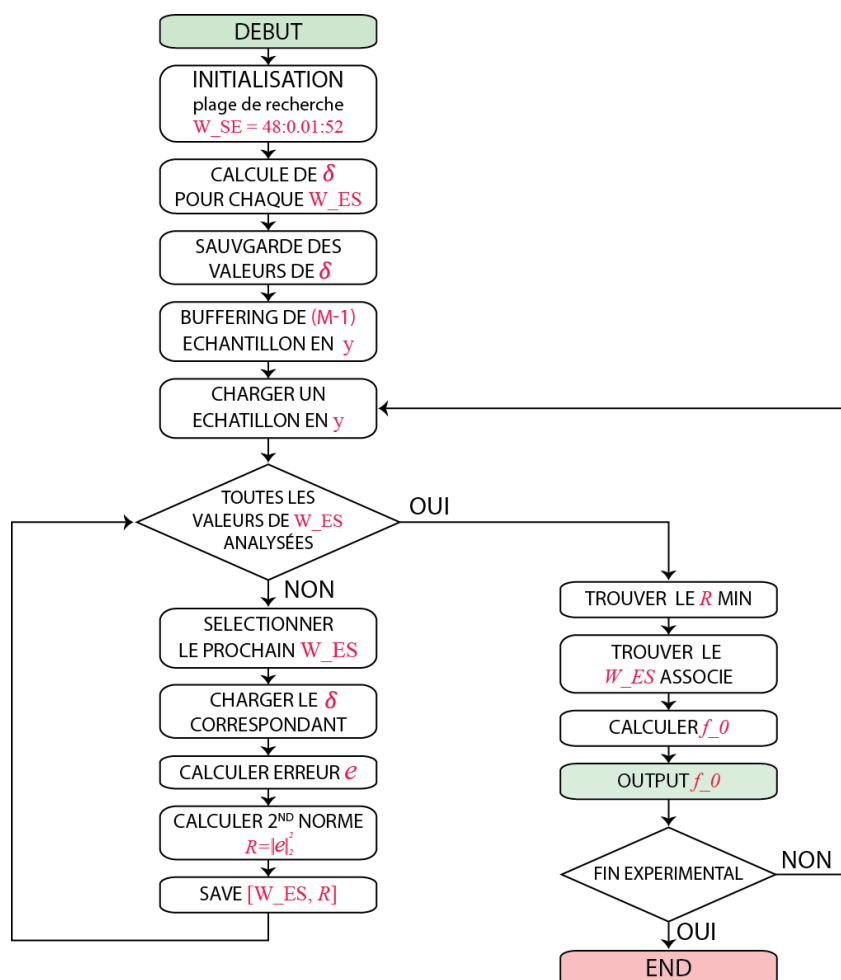 DEBUT
INITIALISATION
plage de recherche
W_SE = 48:0.01:52
CALCULE DE δ
POUR CHAQUE W_ES
SAUVGARDE DES
VALEURS DE δ
BUFFERING DE (M-1)
ECHANTILLON EN y
CHARGER UN
ECHATILLON EN y
TOUTES LES
VALEURS DE W_ES
ANALYSÉES
OUI
NON
SELECTIONNER
LE PROCHAIN W_ES
CHARGER LE δ
CORRESPONDANT
CALCULER ERREUR e
CALCULER 2ND NORME
R=‖e‖₂²
SAVE [W_ES, R]
TROUVER LE R MIN
TROUVER LE
W_ES ASSOCIE
CALCULER f_0
OUTPUT f_0
FIN EXPERIMENTAL
NON
OUI
END